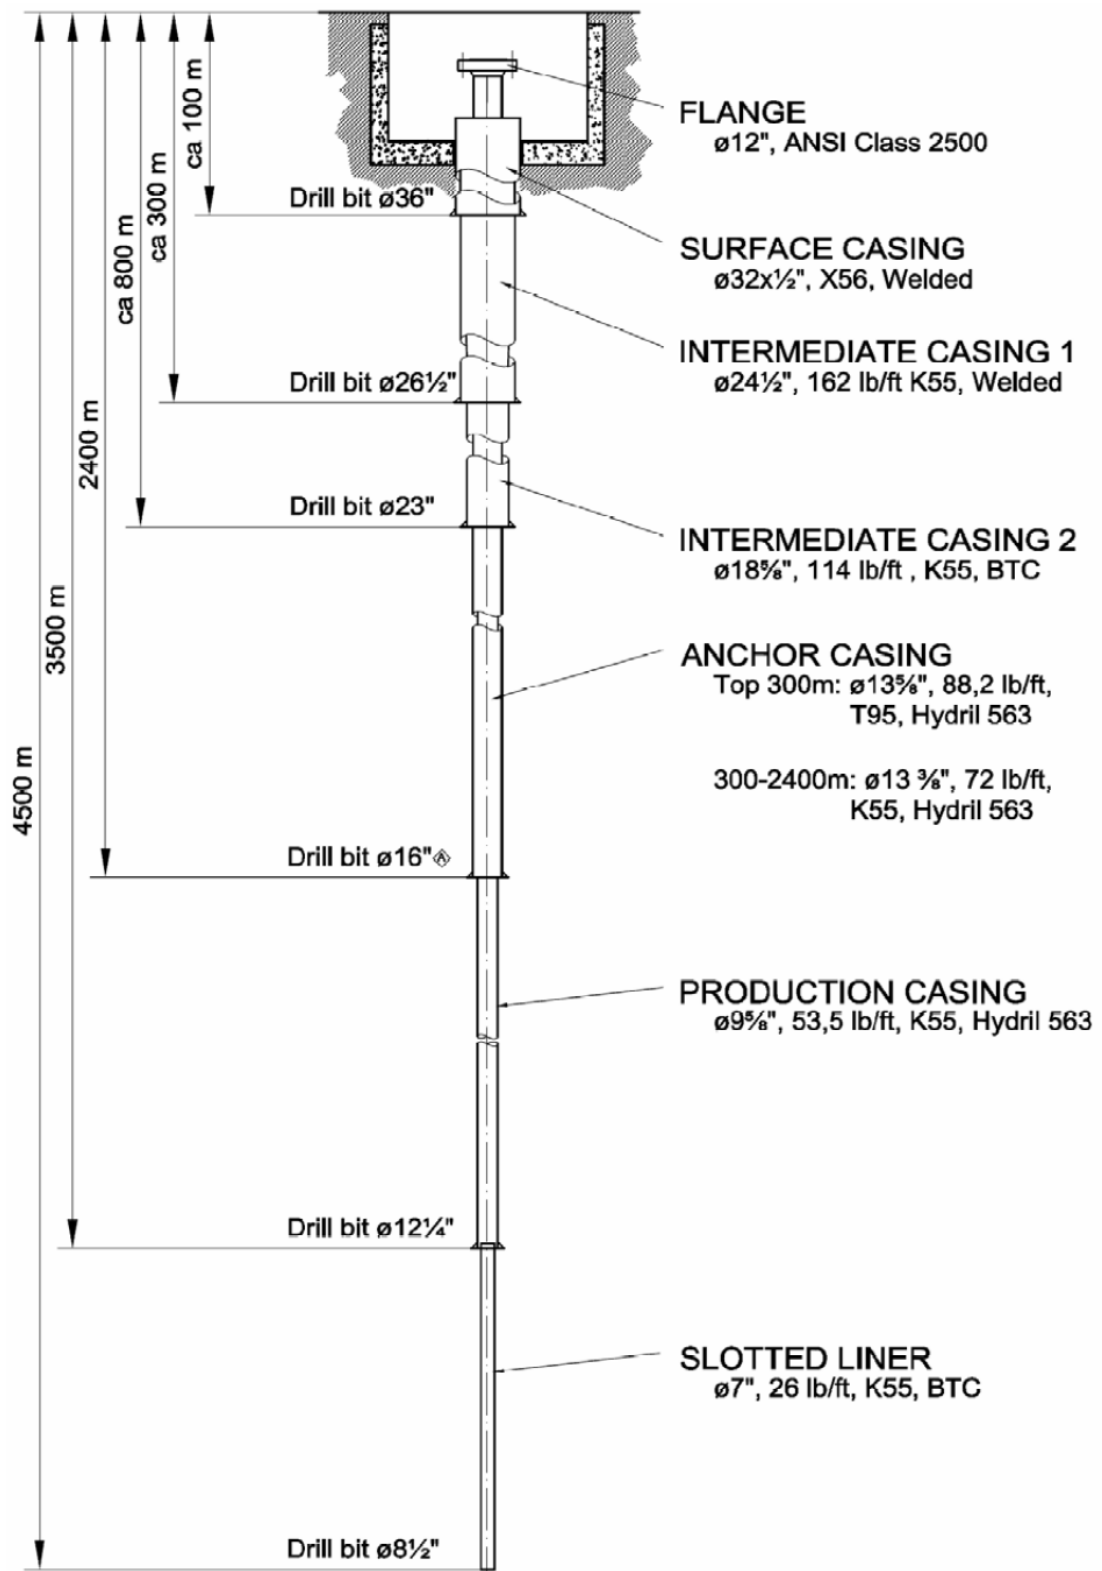 ca 100 m
ca 300 m
ca 800 m
2400 m
3500 m
4500 m
Drill bit ø36"
Drill bit ø26½"
Drill bit ø23"
Drill bit ø16" A
Drill bit ø12¼"
Drill bit ø8½"
FLANGE
ø12", ANSI Class 2500
SURFACE CASING
ø32x½", X56, Welded
INTERMEDIATE CASING 1
ø24½", 162 lb/ft K55, Welded
INTERMEDIATE CASING 2
ø18⅝", 114 lb/ft , K55, BTC
ANCHOR CASING
Top 300m: ø13⅝", 88,2 lb/ft,
T95, Hydril 563
300-2400m: ø13 ⅜", 72 lb/ft,
K55, Hydril 563
PRODUCTION CASING
ø9⅝", 53,5 lb/ft, K55, Hydril 563
SLOTTED LINER
ø7", 26 lb/ft, K55, BTC